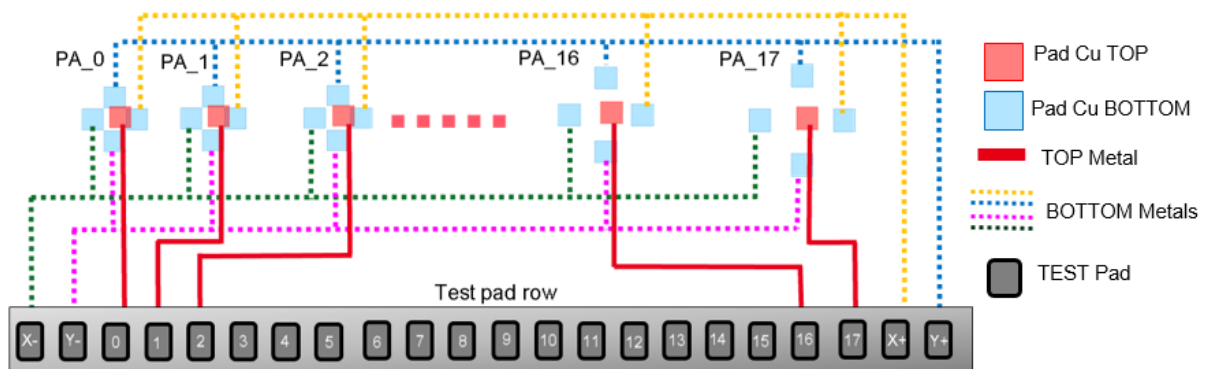 PA_0
PA_1
PA_2
PA_16
PA_17
Pad Cu TOP
Pad Cu BOTTOM
TOP Metal
BOTTOM Metals
TEST Pad
Test pad row
X- Y- 0 1 2 3 4 5 6 7 8 9 10 11 12 13 14 15 16 17 X+ Y+